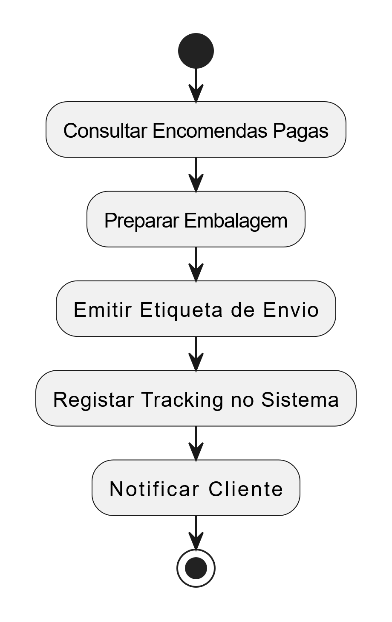 Consultar Encomendas Pagas
Preparar Embalagem
Emitir Etiqueta de Envio
Registar Tracking no Sistema
Notificar Cliente